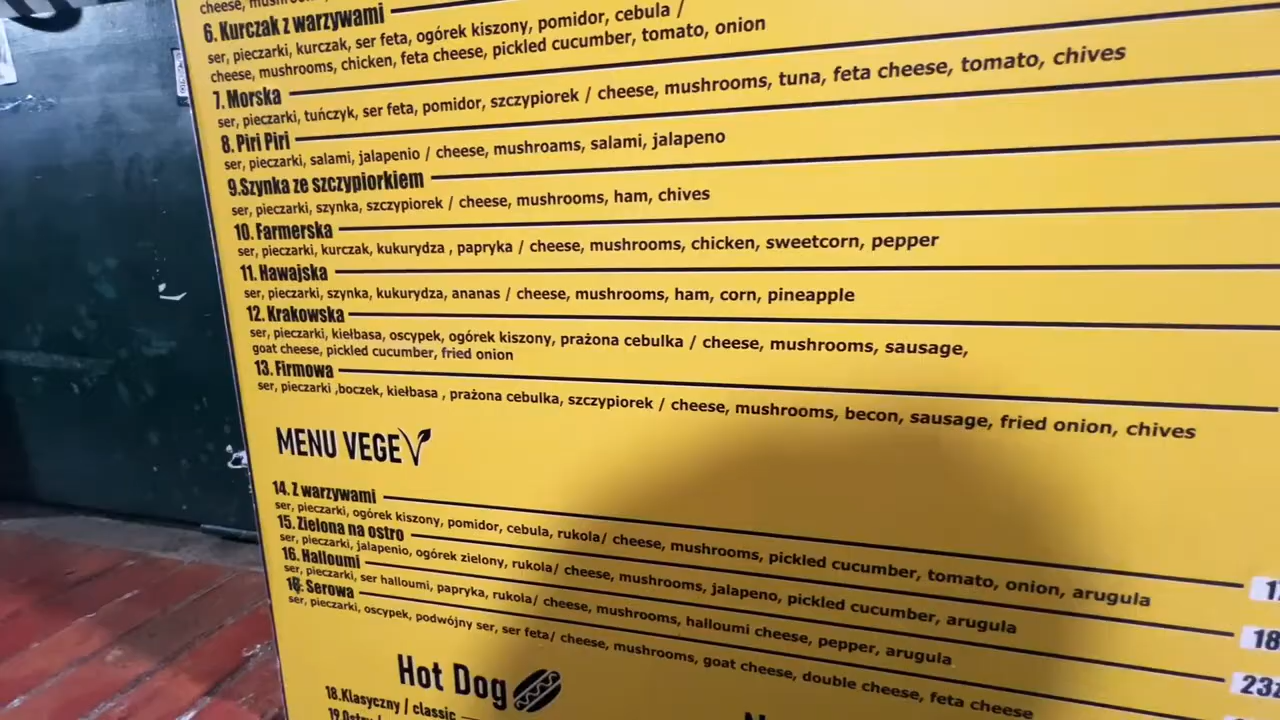 cheese,
6. Kurczak z warzywami
ser, pieczarki, kurczak, ser feta, ogórek kiszony, pomidor, cebula /
cheese, mushrooms, chicken, feta cheese, pickled cucumber, tomato, onion
7. Morska
ser, pieczarki, tuńczyk, ser feta, pomidor, szczypiorek / cheese, mushrooms, tuna, feta cheese, tomato, chives
8. Piri Piri
ser, pieczarki, salami, jalapenio / cheese, mushroams, salami, jalapeno
9.Szynka ze szczypiorkiem
ser, pieczarki, szynka, szczypiorek / cheese, mushrooms, ham, chives
10. Farmerska
ser, pieczarki, kurczak, kukurydza , papryka / cheese, mushrooms, chicken, sweetcorn, pepper
11. Hawajska
ser, pieczarki, szynka, kukurydza, ananas / cheese, mushrooms, ham, corn, pineapple
12. Krakowska
ser, pieczarki, kiełbasa, oscypek, ogórek kiszony, prażona cebulka / cheese, mushrooms, sausage,
goat cheese, pickled cucumber, fried onion
13. Firmowa
ser, pieczarki ,boczek, kiełbasa , prażona cebulka, szczypiorek / cheese, mushrooms, becon, sausage, fried onion, chives
MENU VEGE
14. Z warzywami
ser, pieczarki, ogórek kiszony, pomidor, cebula, rukola/ cheese, mushrooms, pickled cucumber, tomato, onion, arugula
15. Zielona na ostro
ser, pieczarki, jalapenio, ogórek zielony, rukola/ cheese, mushrooms, jalapeno, pickled cucumber, arugula
18
16. Halloumi
ser, pieczarki, ser halloumi, papryka, rukola/ cheese, mushrooms, halloumi cheese, pepper, arugula
23z
17. Serowa
ser, pieczarki, oscypek, podwójny ser, ser feta/ cheese, mushrooms, goat cheese, double cheese, feta cheese
Hot Dog
18.Klasyczny / classic